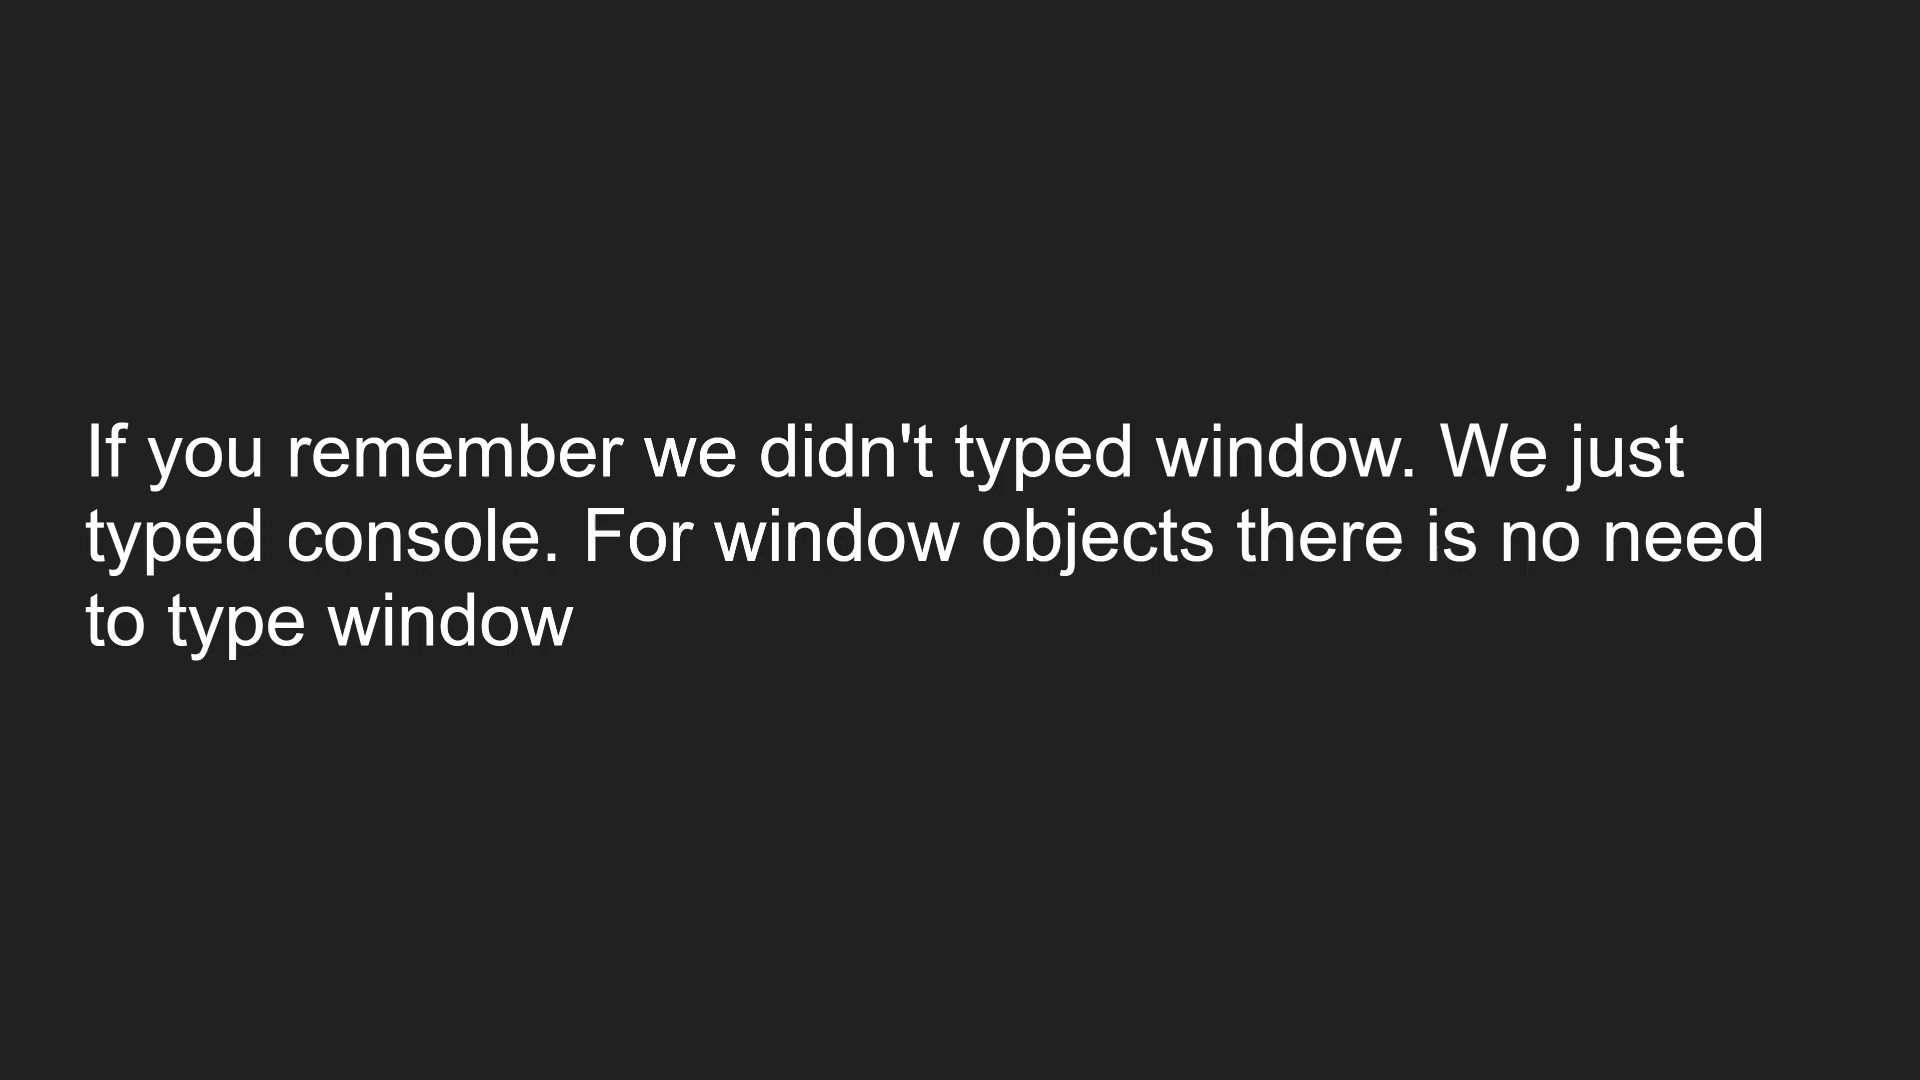 If you remember we didn't typed window. We just
typed console. For window objects there is no need
to type window